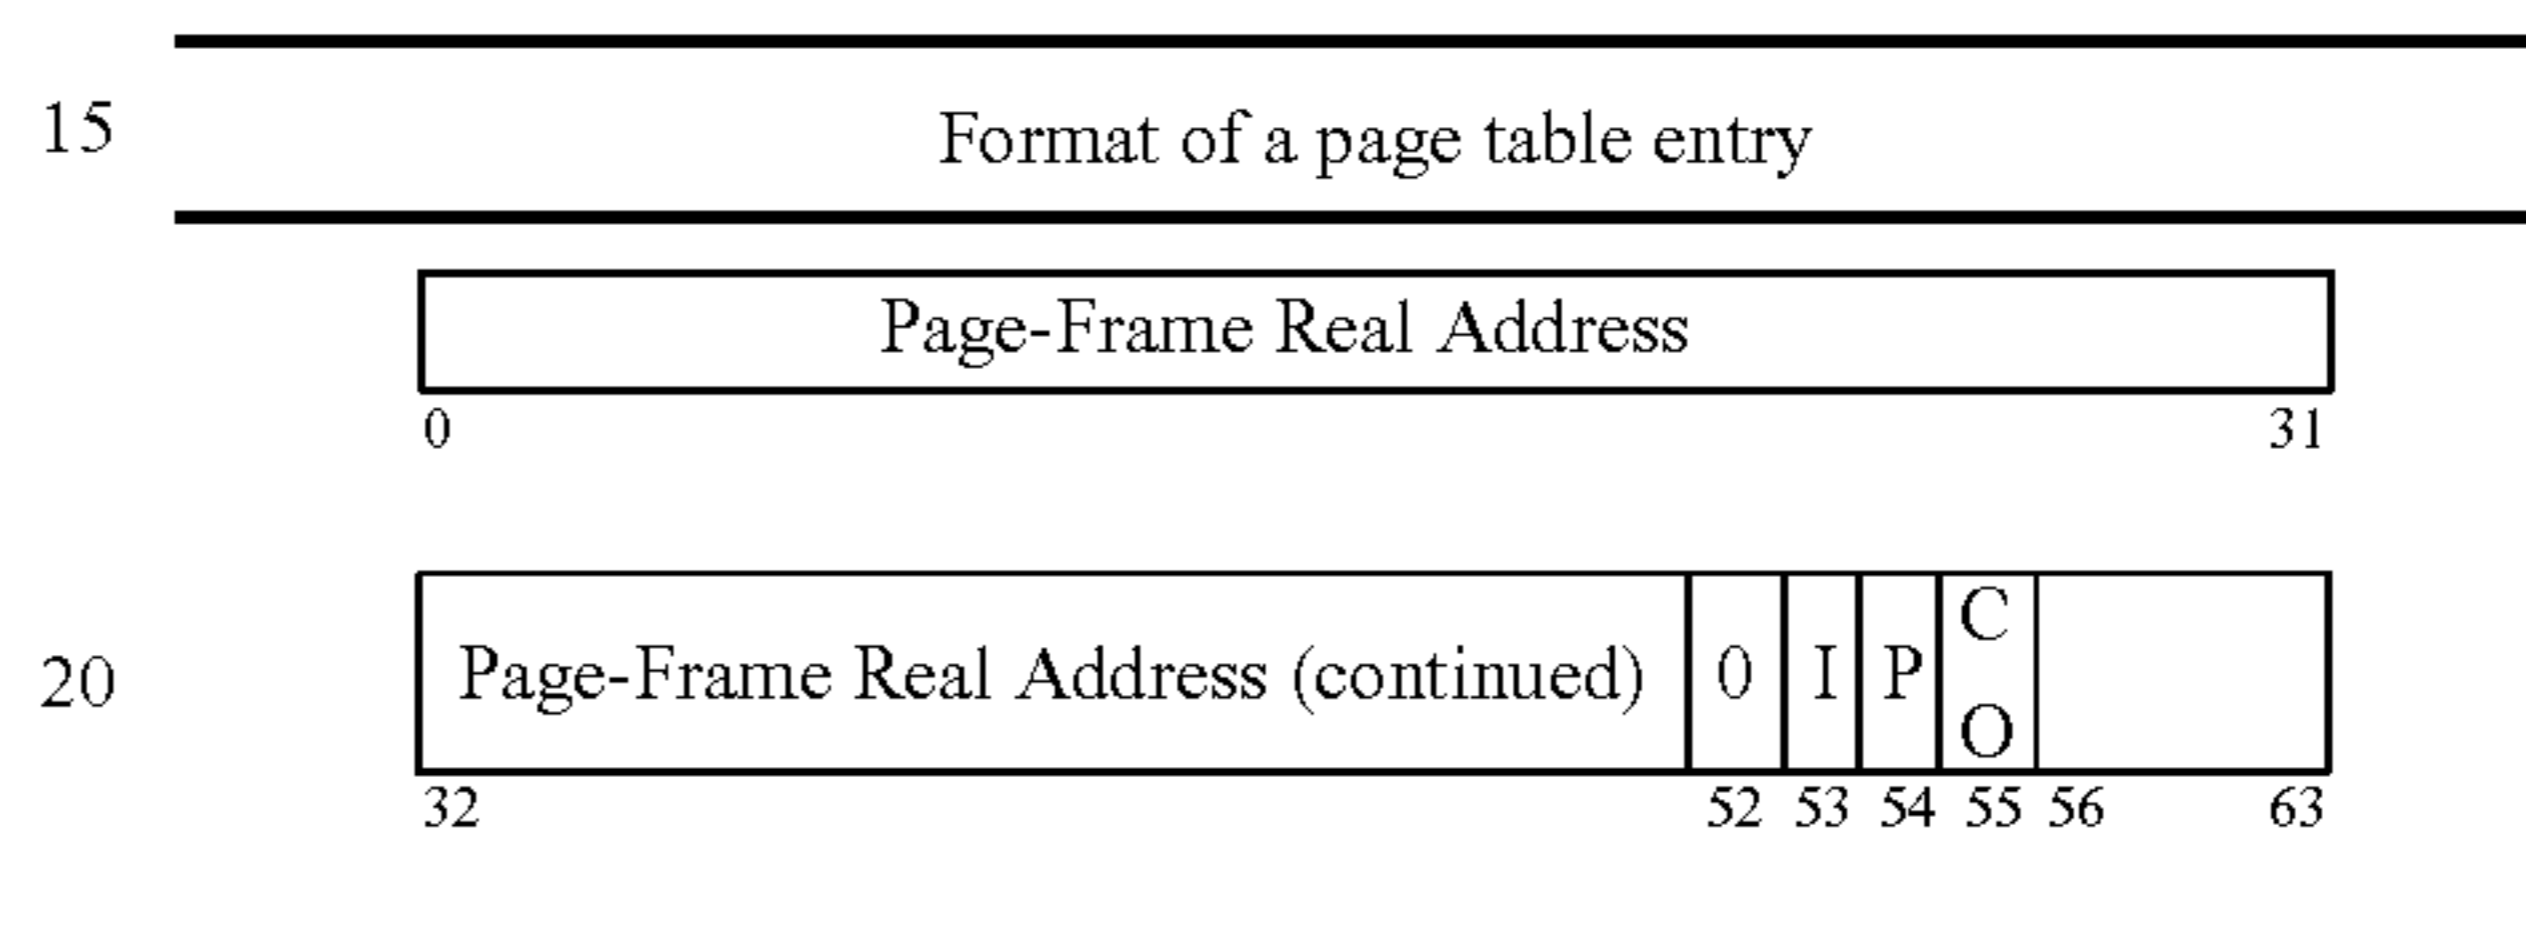 15 Format of a page table entry
Page-Frame Real Address
0 31
20 Page-Frame Real Address (continued) 0 I P C O
32 52 53 54 55 56 63